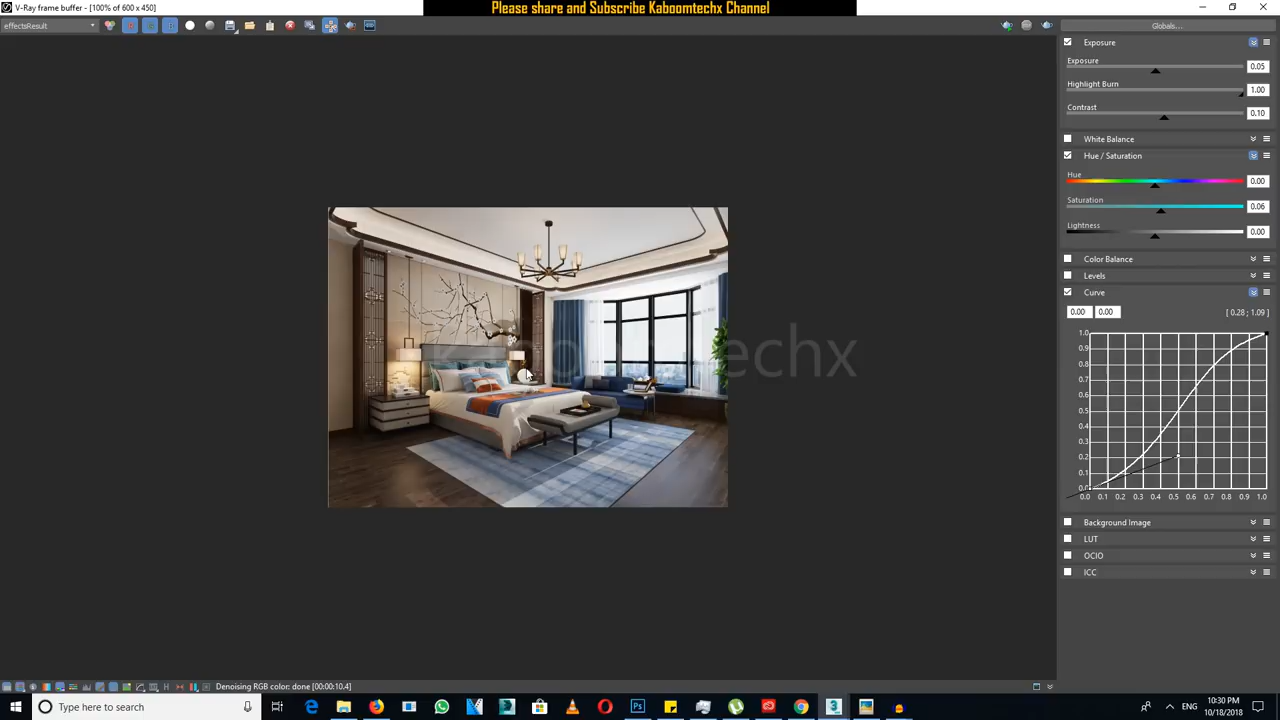 V-Ray frame buffer - [100% of 600 x 450]
Please share and Subscribe Kaboomtechx Channel
effectsResult
Globals...
Exposure
Exposure
0.05
Highlight Burn
1.00
Contrast
0.10
White Balance
Hue / Saturation
Hue
0.00
Saturation
0.06
Lightness
0.00
Color Balance
Levels
Curve
0.00 0.00 [ 0.28 ; 1.09 ]
1.0
0.9
0.8
0.7
0.6
0.5
0.4
0.3
0.2
0.1
0.0
0.0 0.1 0.2 0.3 0.4 0.5 0.6 0.7 0.8 0.9 1.0
kaboomtechx
Background Image
LUT
OCIO
ICC
Denoising RGB color: done [00:00:10.4]
Type here to search
ENG
10:30 PM
10/18/2018